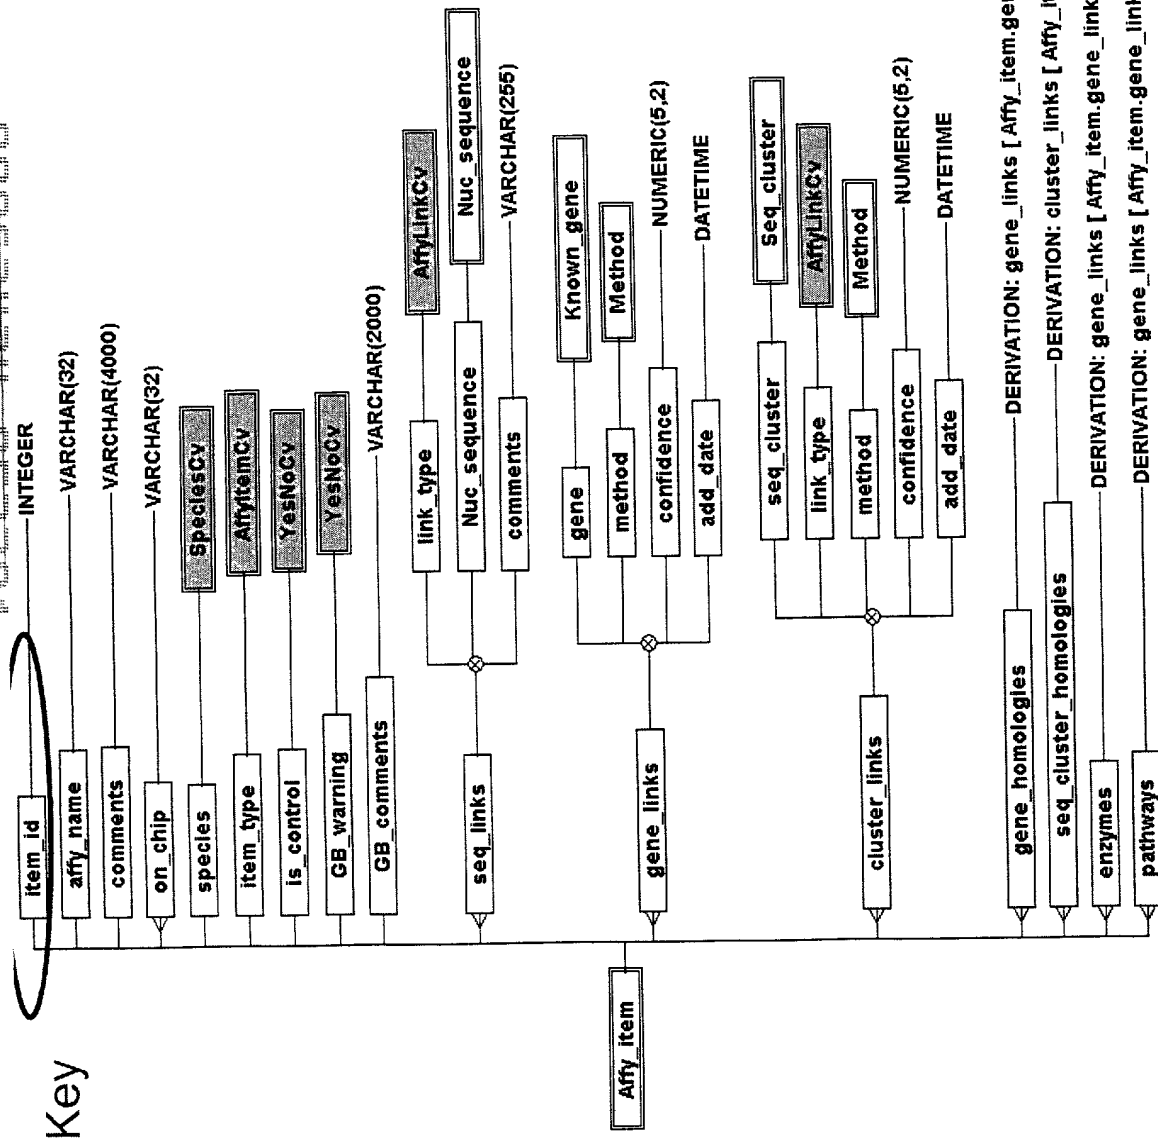 Key
Affy_item
item_id INTEGER
affy_name VARCHAR(32)
comments VARCHAR(4000)
on_chip VARCHAR(32)
species SpeciesCv
item_type AffyItemCv
is_control YesNoCv
GB_warning YesNoCv
GB_comments VARCHAR(2000)
seq_links
link_type AffyLinkCv
Nuc_sequence Nuc_sequence
comments VARCHAR(255)
gene_links
gene Known_gene
method Method
confidence NUMERIC(5,2)
add_date DATETIME
cluster_links
seq_cluster Seq_cluster
link_type AffyLinkCv
method Method
confidence NUMERIC(5,2)
add_date DATETIME
gene_homologies DERIVATION: gene_links [ Affy_item.gen
seq_cluster_homologies DERIVATION: cluster_links [ Affy_it
enzymes DERIVATION: gene_links [ Affy_item.gene_link
pathways DERIVATION: gene_links [ Affy_item.gene_link